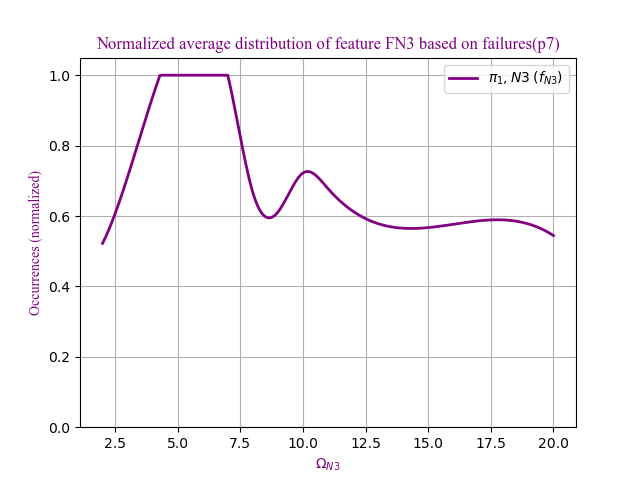 Normalized average distribution of feature FN3 based on failures(p7)
π₁, N3 (f_N3)
Occurrences (normalized)
1.0
0.8
0.6
0.4
0.2
0.0
2.5 5.0 7.5 10.0 12.5 15.0 17.5 20.0
Ω_N3